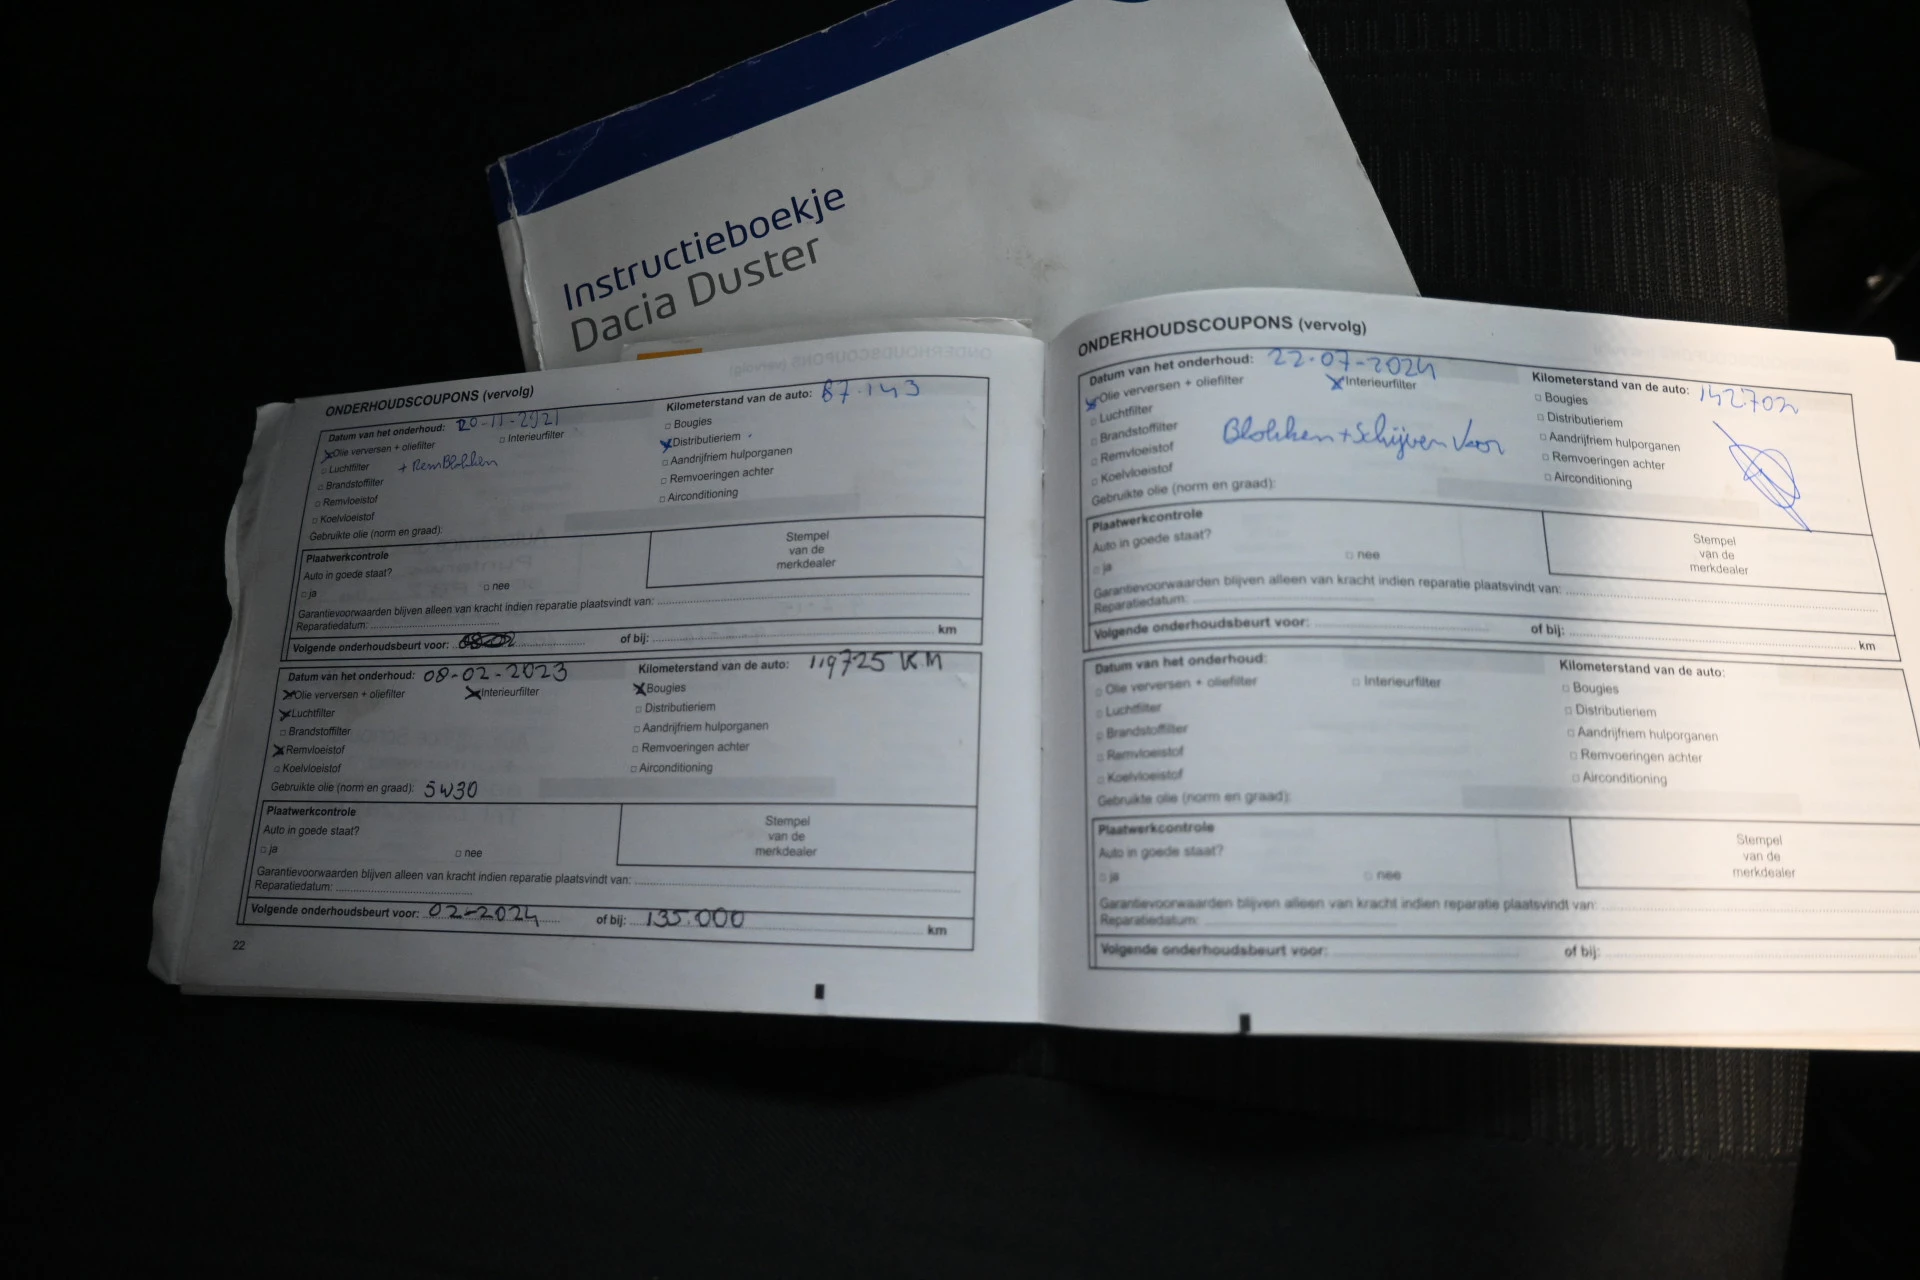 Instructieboekje
Dacia Duster
ONDERHOUDSCOUPONS (vervolg)
Datum van het onderhoud: 20-11-2021
Kilometerstand van de auto: 87.143
Olie verversen + oliefilter
Interieurfilter
Bougies
Luchtfilter + RemBlokken
Distributieriem
Brandstoffilter
Aandrijfriem hulporganen
Remvloeistof
Remvoeringen achter
Koelvloeistof
Airconditioning
Gebruikte olie (norm en graad):
Plaatwerkcontrole
Auto in goede staat?
ja
nee
Stempel
van de
merkdealer
Garantievoorwaarden blijven alleen van kracht indien reparatie plaatsvindt van:
Reparatiedatum:
Volgende onderhoudsbeurt voor:
of bij: km
Datum van het onderhoud: 08-02-2023
Kilometerstand van de auto: 119725 KM
Olie verversen + oliefilter
Interieurfilter
Bougies
Luchtfilter
Distributieriem
Brandstoffilter
Aandrijfriem hulporganen
Remvloeistof
Remvoeringen achter
Koelvloeistof
Airconditioning
Gebruikte olie (norm en graad): 5W30
Plaatwerkcontrole
Auto in goede staat?
ja
nee
Stempel
van de
merkdealer
Garantievoorwaarden blijven alleen van kracht indien reparatie plaatsvindt van:
Reparatiedatum:
Volgende onderhoudsbeurt voor: 02-2024
of bij: 135.000 km
22
ONDERHOUDSCOUPONS (vervolg)
Datum van het onderhoud: 22-07-2024
Kilometerstand van de auto: 142702
Olie verversen + oliefilter
Interieurfilter
Bougies
Luchtfilter
Distributieriem
Brandstoffilter
Blokken + Schijven Voor
Aandrijfriem hulporganen
Remvloeistof
Remvoeringen achter
Koelvloeistof
Airconditioning
Gebruikte olie (norm en graad):
Plaatwerkcontrole
Auto in goede staat?
ja
nee
Stempel
van de
merkdealer
Garantievoorwaarden blijven alleen van kracht indien reparatie plaatsvindt van:
Reparatiedatum:
Volgende onderhoudsbeurt voor:
of bij: km
Datum van het onderhoud:
Kilometerstand van de auto:
Olie verversen + oliefilter
Interieurfilter
Bougies
Luchtfilter
Distributieriem
Brandstoffilter
Aandrijfriem hulporganen
Remvloeistof
Remvoeringen achter
Koelvloeistof
Airconditioning
Gebruikte olie (norm en graad):
Plaatwerkcontrole
Auto in goede staat?
ja
nee
Stempel
van de
merkdealer
Garantievoorwaarden blijven alleen van kracht indien reparatie plaatsvindt van:
Reparatiedatum:
Volgende onderhoudsbeurt voor:
of bij: